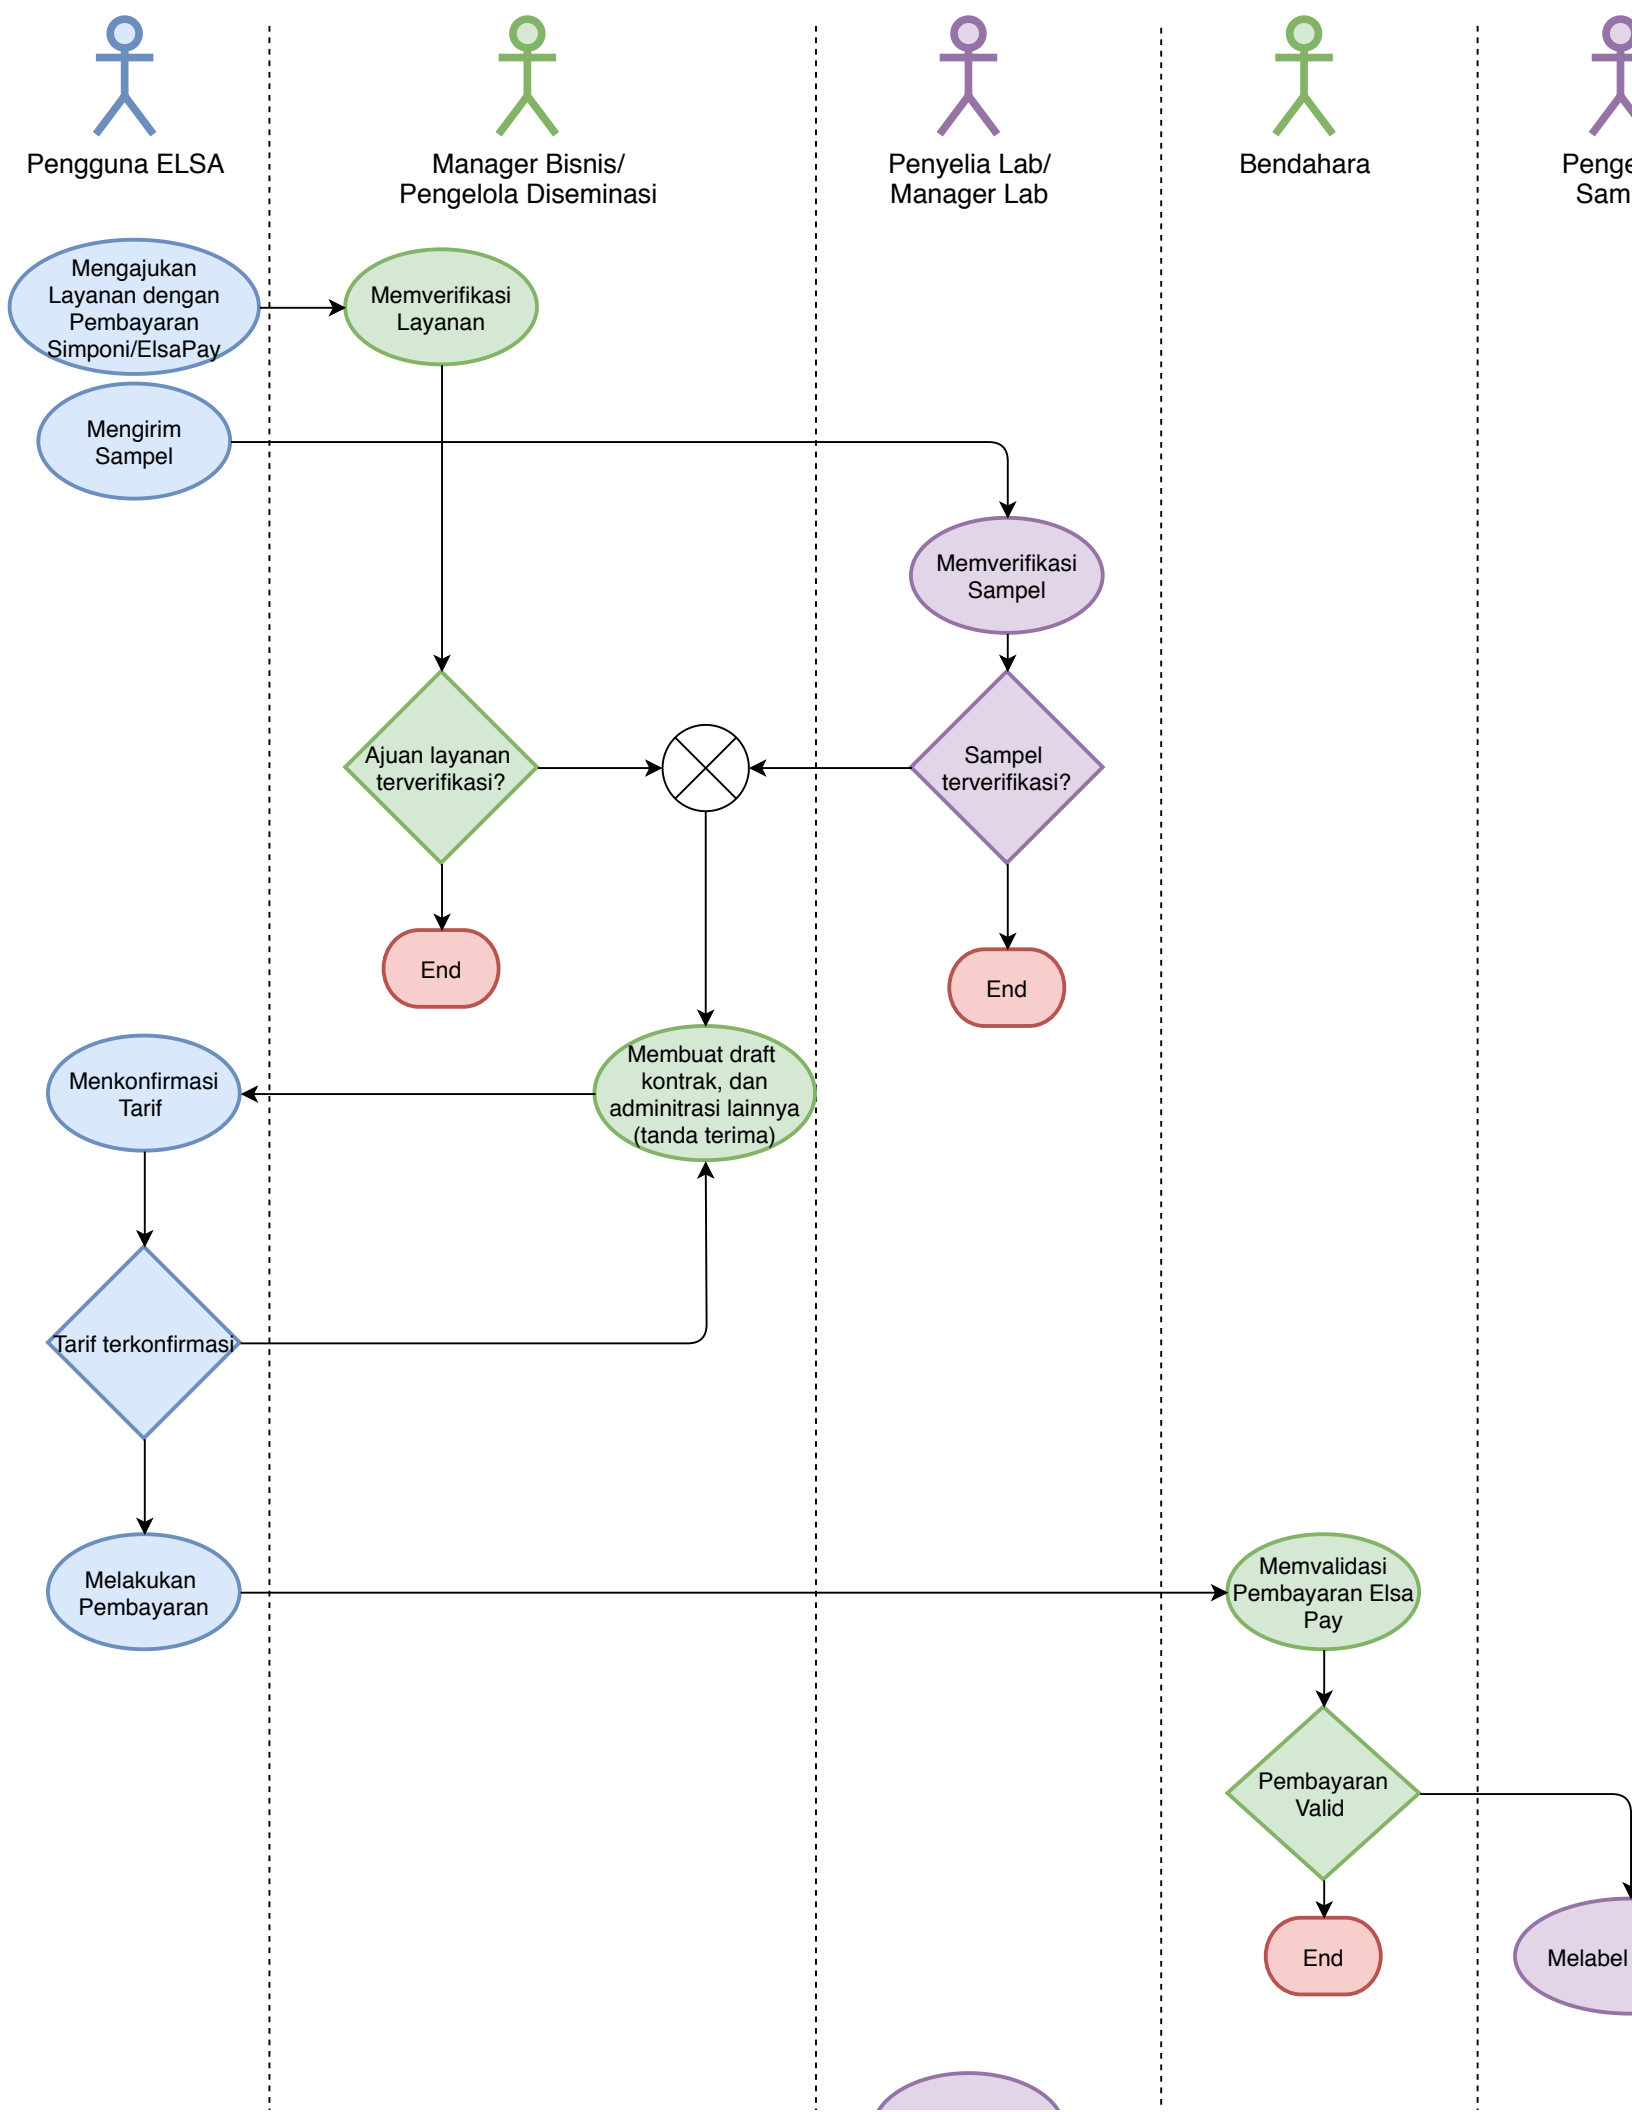 Pengguna ELSA
Manager Bisnis/
Pengelola Diseminasi
Penyelia Lab/
Manager Lab
Bendahara
Mengajukan
Layanan dengan
Pembayaran
Simponi/ElsaPay
Memverifikasi
Layanan
Mengirim
Sampel
Memverifikasi
Sampel
Ajuan layanan
terverifikasi?
Sampel
terverifikasi?
End
End
Membuat draft
kontrak, dan
adminitrasi lainnya
(tanda terima)
Menkonfirmasi
Tarif
Tarif terkonfirmasi
Melakukan
Pembayaran
Memvalidasi
Pembayaran Elsa
Pay
Pembayaran
Valid
End
Melabel